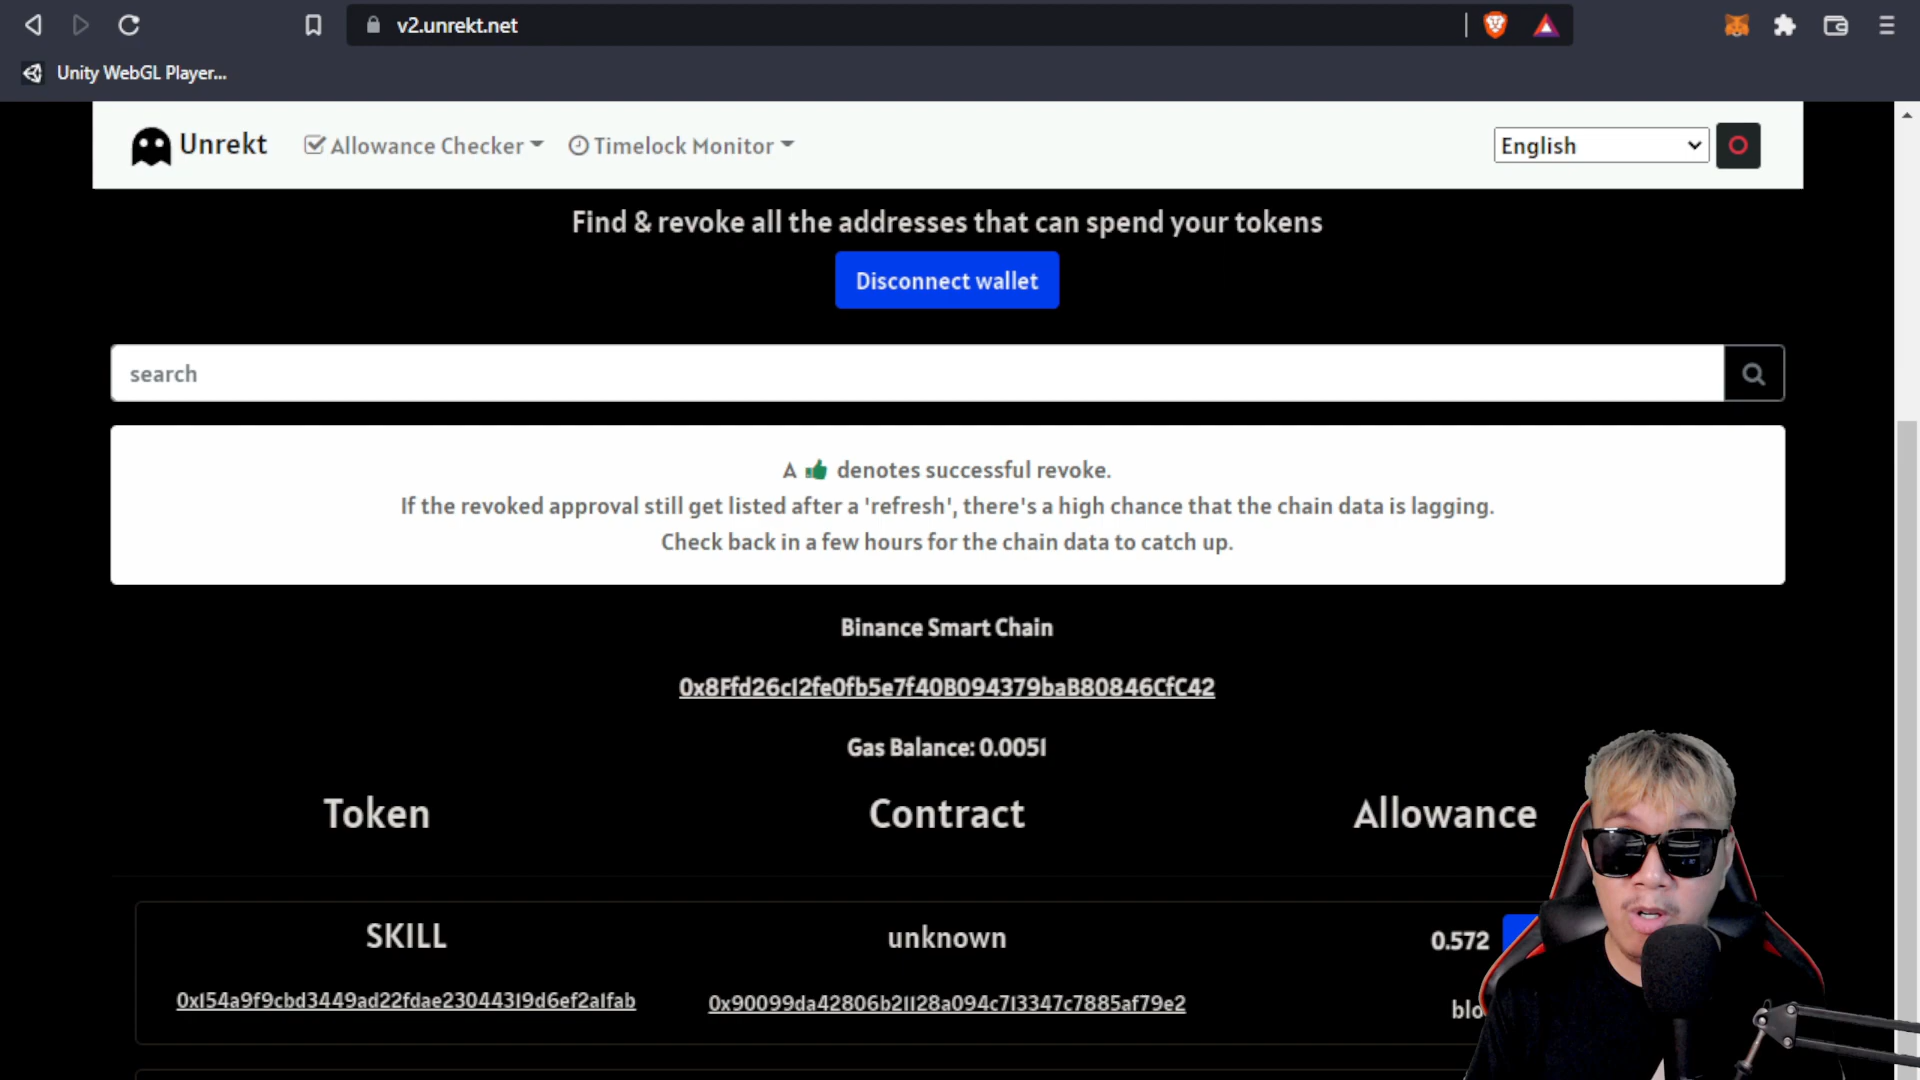 v2.unrekt.net
Unity WebGL Player...
Unrekt
Allowance Checker
Timelock Monitor
English
Find & revoke all the addresses that can spend your tokens
Disconnect wallet
search
A 👍 denotes successful revoke.
If the revoked approval still get listed after a 'refresh', there's a high chance that the chain data is lagging.
Check back in a few hours for the chain data to catch up.
Binance Smart Chain
0x8Ffd26c12fe0fb5e7f40B094379baB80846CfC42
Gas Balance: 0.0051
Token
Contract
Allowance
SKILL
unknown
0.572
0x154a9f9cbd3449ad22fdae23044319d6ef2a1fab
0x90099da42806b21128a094c713347c7885af79e2
blo